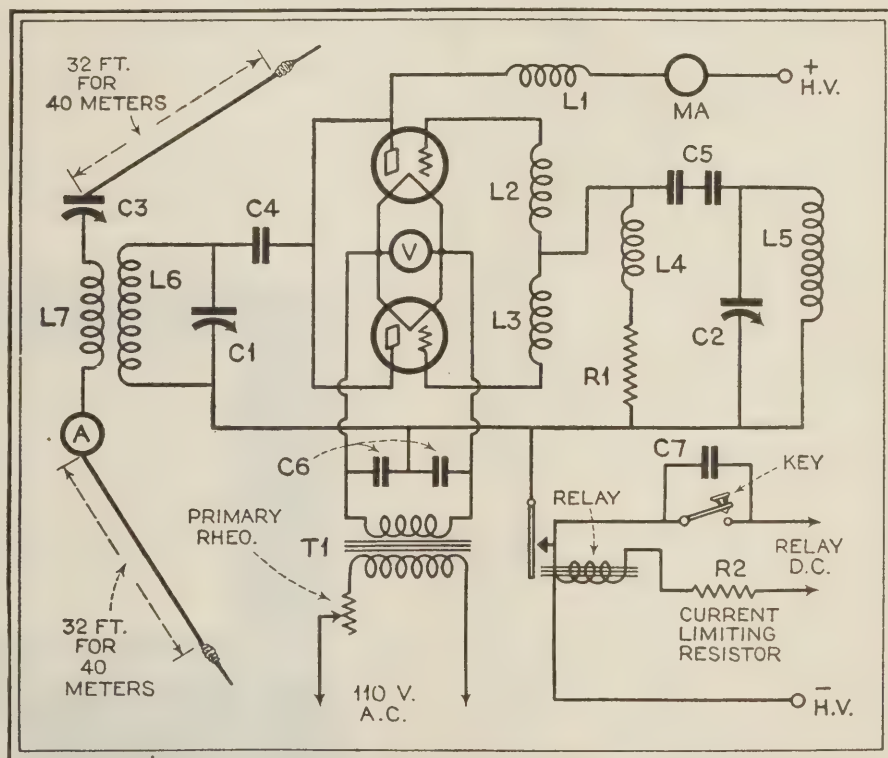 32 FT.
FOR
40 METERS
L1
MA
+
H.V.
C3
C4
L2
C5
L5
L6
V
L4
L7
C1
L3
C2
R1
A
C6
C7
KEY
RELAY
PRIMARY
RHEO.
T1
RELAY
D.C.
R2
CURRENT
LIMITING
RESISTOR
32 FT.
FOR
40
METERS
110 V.
A.C.
–
H.V.